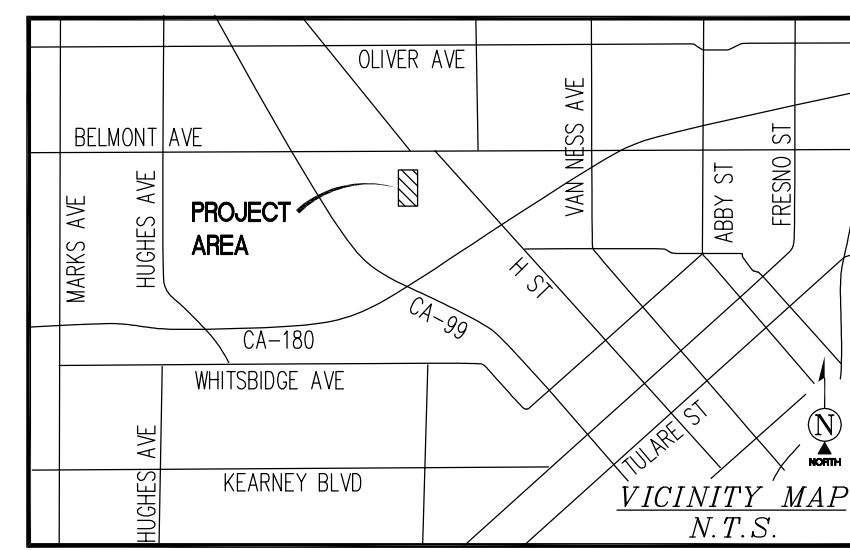 OLIVER AVE
BELMONT AVE
VAN NESS AVE
ABBY ST
FRESNO ST
MARKS AVE
HUGHES AVE
PROJECT
AREA
H ST
CA-99
CA-180
WHITSBIDGE AVE
HUGHES AVE
KEARNEY BLVD
TULARE ST
N
NORTH
VICINITY MAP
N.T.S.